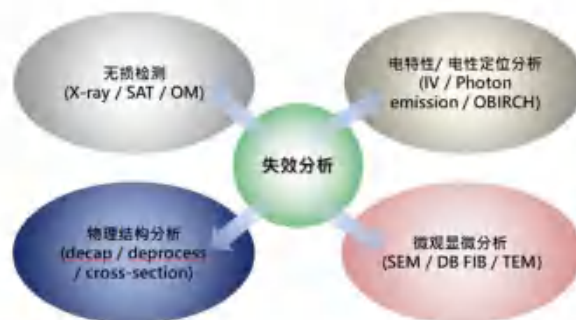 无损检测
(X-ray / SAT / OM)
电特性/ 电性定位分析
(IV / Photon
emission / OBIRCH)
失效分析
物理结构分析
(decap / deprocess
/ cross-section)
微观显微分析
(SEM / DB FIB / TEM)